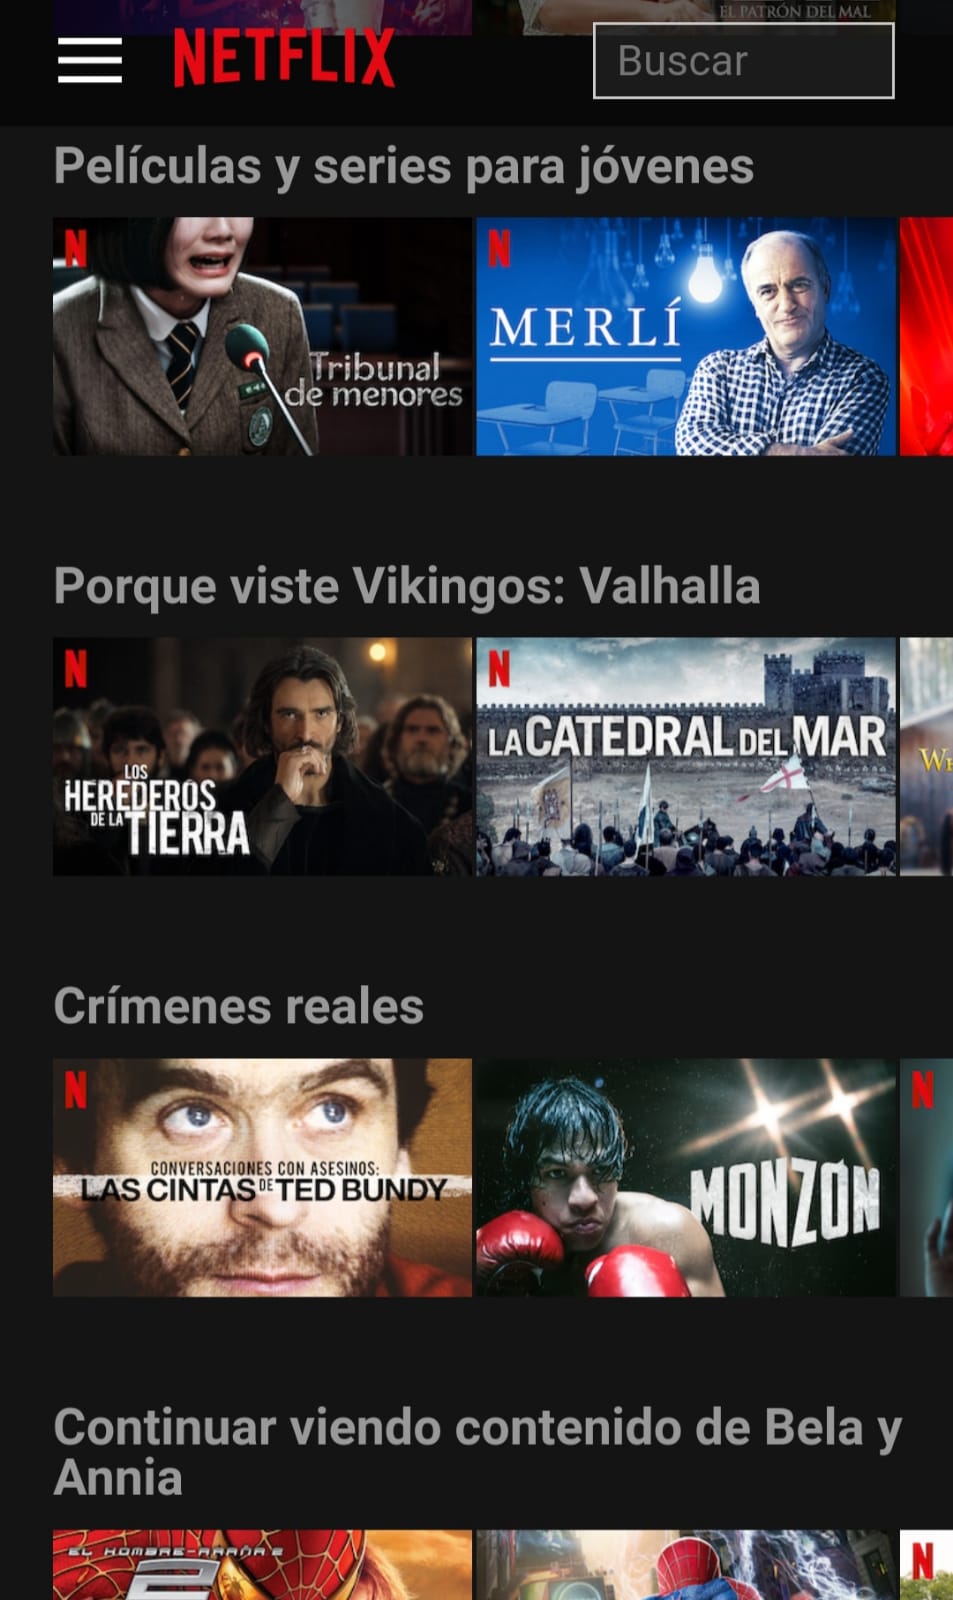 EL PATRÓN DEL MAL
NETFLIX
Buscar
Películas y series para jóvenes
N
Tribunal
de menores
N
MERLÍ
Porque viste Vikingos: Valhalla
N
LOS
HEREDEROS
DE LA TIERRA
N
LA CATEDRAL DEL MAR
Crímenes reales
N
CONVERSACIONES CON ASESINOS:
LAS CINTAS DE TED BUNDY
MONZÓN
N
Continuar viendo contenido de Bela y
Annia
EL HOMBRE-ARAÑA 2
2
N